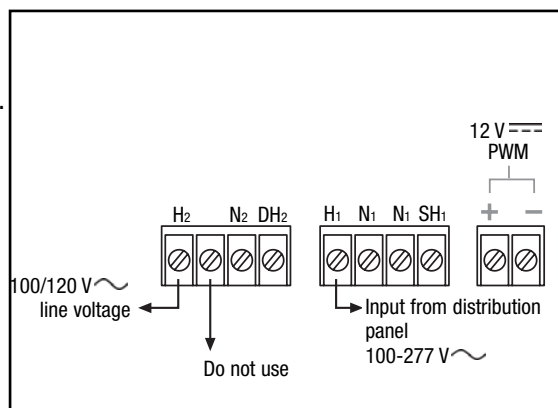 12 V ⎓
PWM
+ −
H2 N2 DH2 H1 N1 N1 SH1
100/120 V ∼
line voltage
Do not use
Input from distribution
panel
100-277 V ∼